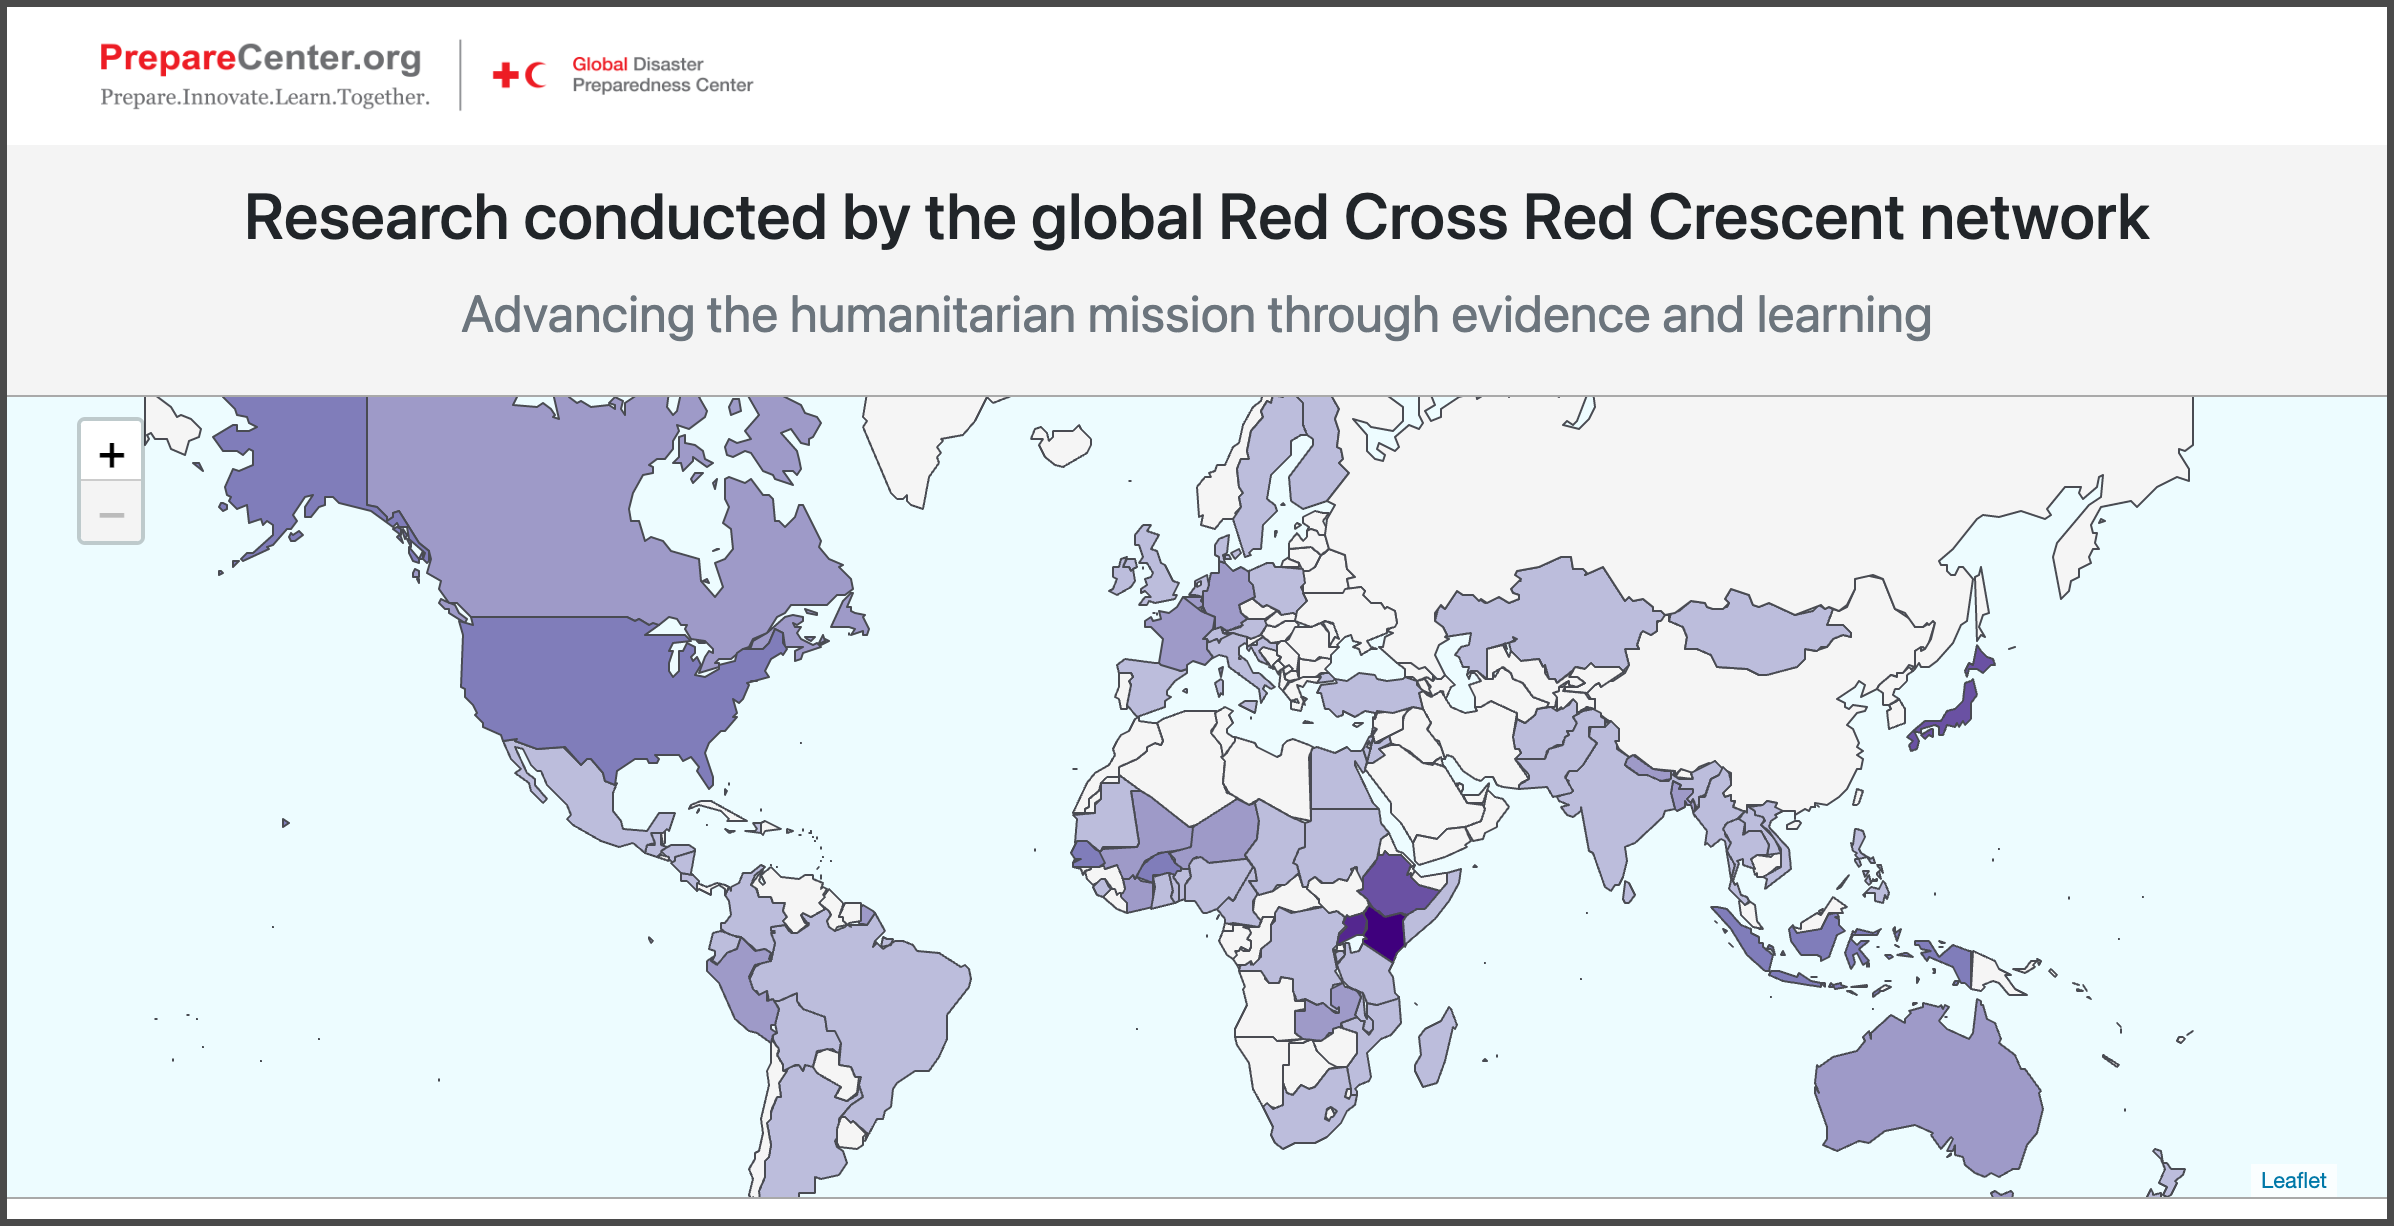 PrepareCenter.org
Prepare.Innovate.Learn.Together.
Global Disaster
Preparedness Center
Research conducted by the global Red Cross Red Crescent network
Advancing the humanitarian mission through evidence and learning
+
−
Leaflet